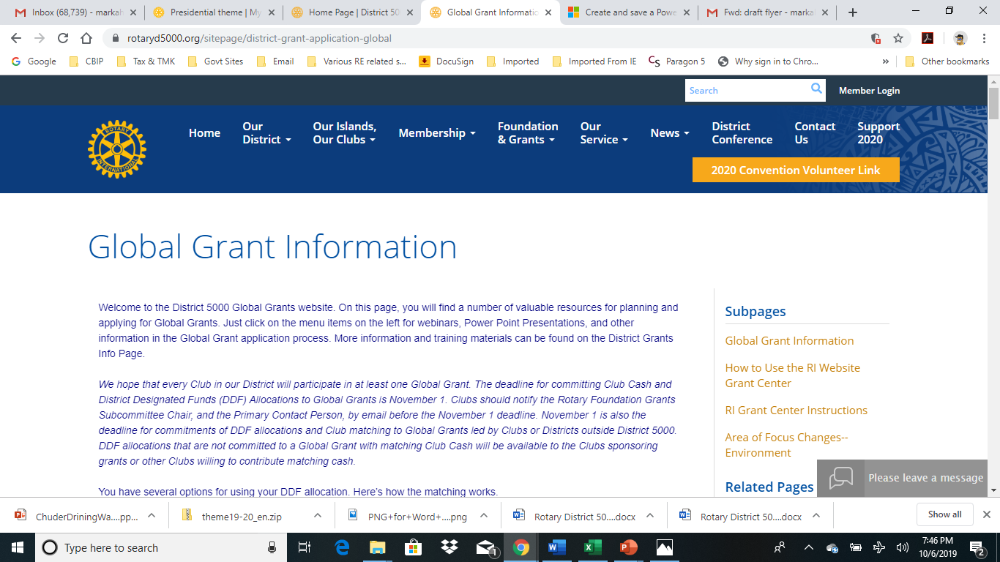 Inbox (68,739) - markah
Presidential theme | My
Home Page | District 50
Global Grant Informatio
Create and save a Powe
Fwd: draft flyer - marka
rotaryd5000.org/sitepage/district-grant-application-global
Google
CBIP
Tax & TMK
Govt Sites
Email
Various RE related s...
DocuSign
Imported
Imported From IE
Paragon 5
Why sign in to Chro...
»
Other bookmarks
Search
Member Login
ROTARY
INTERNATIONAL
Home
Our
District
Our Islands,
Our Clubs
Membership
Foundation
& Grants
Our
Service
News
District
Conference
Contact
Us
Support
2020
2020 Convention Volunteer Link
Global Grant Information
Welcome to the District 5000 Global Grants website. On this page, you will find a number of valuable resources for planning and
applying for Global Grants. Just click on the menu items on the left for webinars, Power Point Presentations, and other
information in the Global Grant application process. More information and training materials can be found on the District Grants
Info Page.
We hope that every Club in our District will participate in at least one Global Grant. The deadline for committing Club Cash and
District Designated Funds (DDF) Allocations to Global Grants is November 1. Clubs should notify the Rotary Foundation Grants
Subcommittee Chair, and the Primary Contact Person, by email before the November 1 deadline. November 1 is also the
deadline for commitments of DDF allocations and Club matching to Global Grants led by Clubs or Districts outside District 5000.
DDF allocations that are not committed to a Global Grant with matching Club Cash will be available to the Clubs sponsoring
grants or other Clubs willing to contribute matching cash.
You have several options for using your DDF allocation. Here's how the matching works.
Subpages
Global Grant Information
How to Use the RI Website
Grant Center
RI Grant Center Instructions
Area of Focus Changes--
Environment
Related Pages
Please leave a message
ChuderDriningWa....pp...
theme19-20_en.zip
PNG+for+Word+....png
Rotary District 50....docx
Rotary District 50....docx
Show all
Type here to search
1
7:46 PM
10/6/2019
2